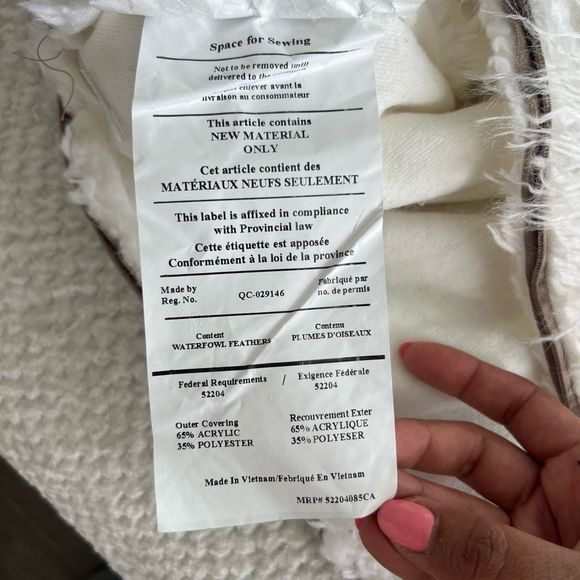 Space for Sewing
Not to be removed until
delivered to the
enlever avant la
livraison au consommateur
This article contains
NEW MATERIAL
ONLY
Cet article contient des
MATÉRIAUX NEUFS SEULEMENT
This label is affixed in compliance
with Provincial law
Cette étiquette est apposée
Conformément à la loi de la province
Made by Fabriqué par
Reg. No. QC-029146 no. de permis
Content Contenu
WATERFOWL FEATHERS PLUMES D'OISEAUX
Federal Requirements / Exigence Fédérale
52204 52204
Outer Covering Recouvrement Exter
65% ACRYLIC 65% ACRYLIQUE
35% POLYESTER 35% POLYESER
Made In Vietnam/Fabriqué En Vietnam
MRP# 52204085CA